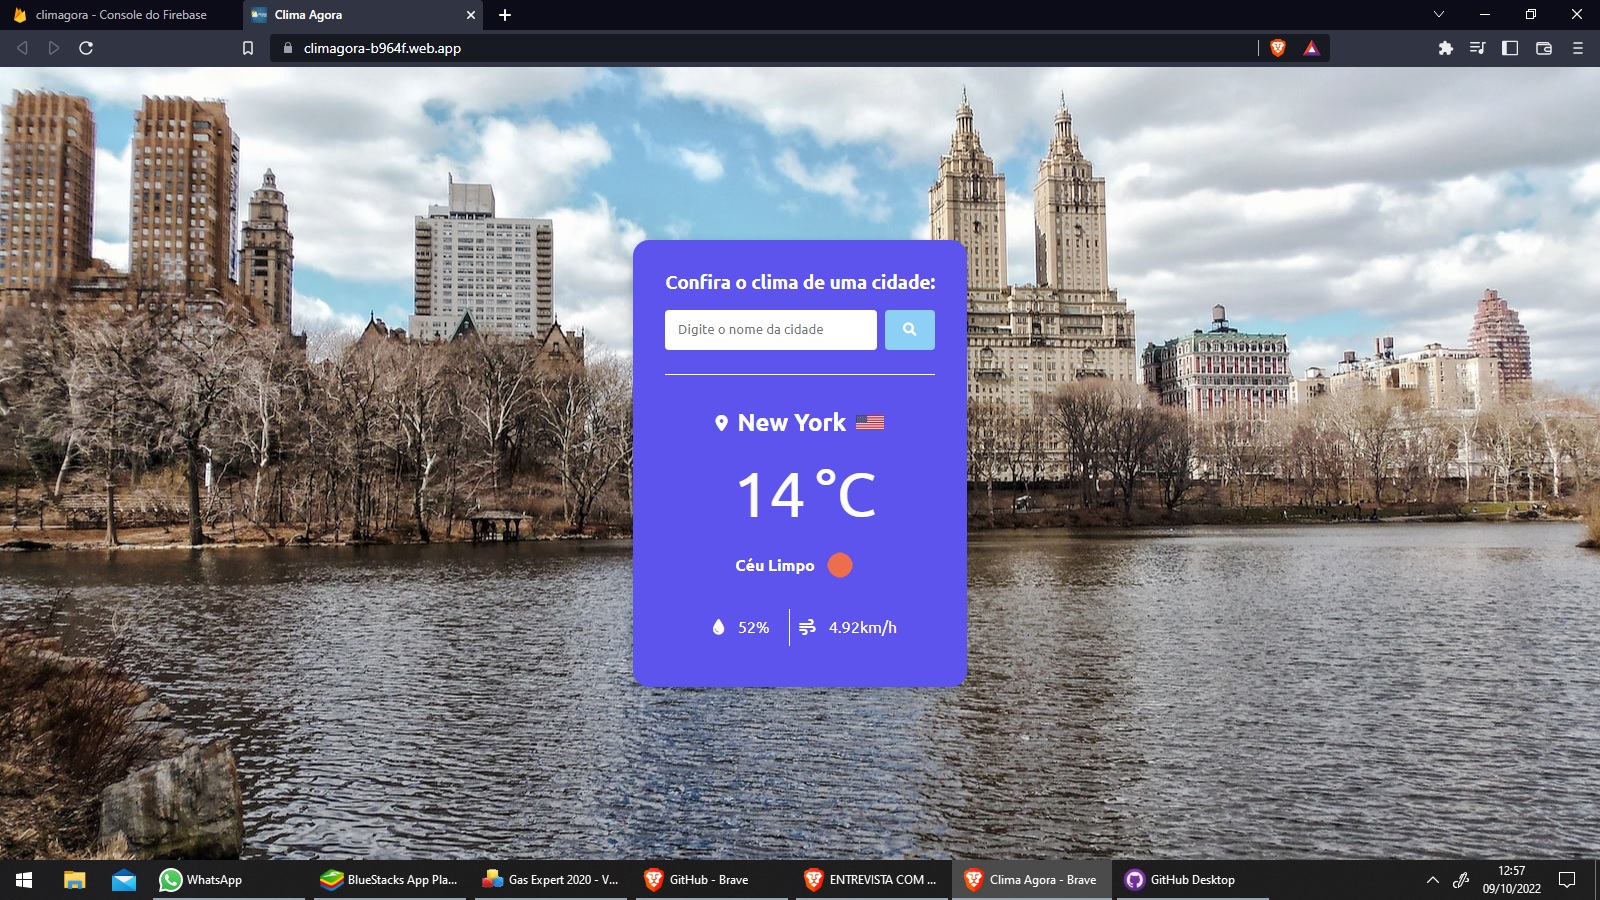 climagora - Console do Firebase
Clima Agora
climagora-b964f.web.app
Confira o clima de uma cidade:
Digite o nome da cidade
New York
14 °C
Céu Limpo
52%
4.92km/h
WhatsApp
BlueStacks App Pla...
Gas Expert 2020 - V...
GitHub - Brave
ENTREVISTA COM ...
Clima Agora - Brave
GitHub Desktop
12:57
09/10/2022